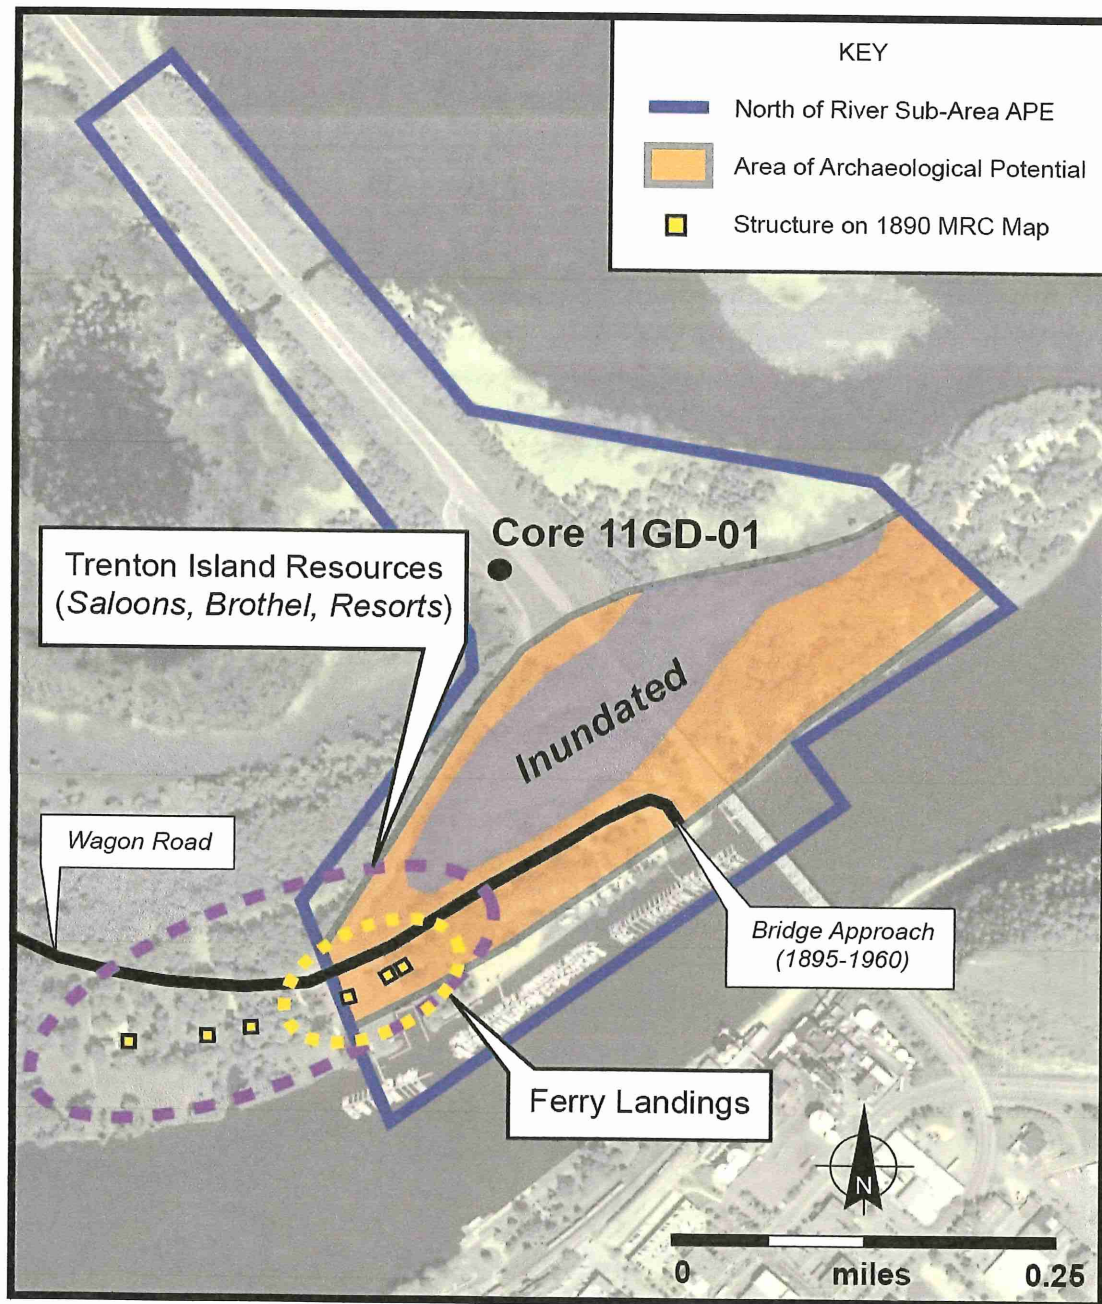 KEY
North of River Sub-Area APE
Area of Archaeological Potential
Structure on 1890 MRC Map
Core 11GD-01
Trenton Island Resources
(Saloons, Brothel, Resorts)
Inundated
Wagon Road
Bridge Approach
(1895-1960)
Ferry Landings
N
0 miles 0.25